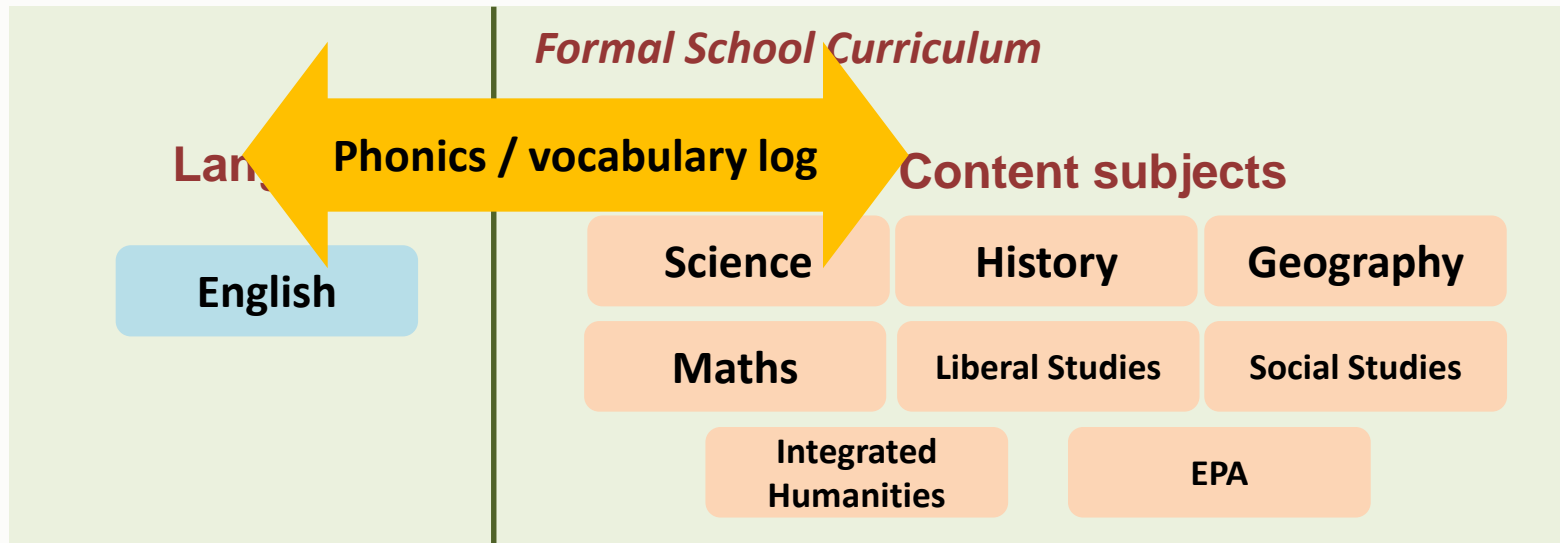 Formal School Curriculum
Phonics / vocabulary log
Content subjects
English
Science
History
Geography
Maths
Liberal Studies
Social Studies
Integrated
Humanities
EPA